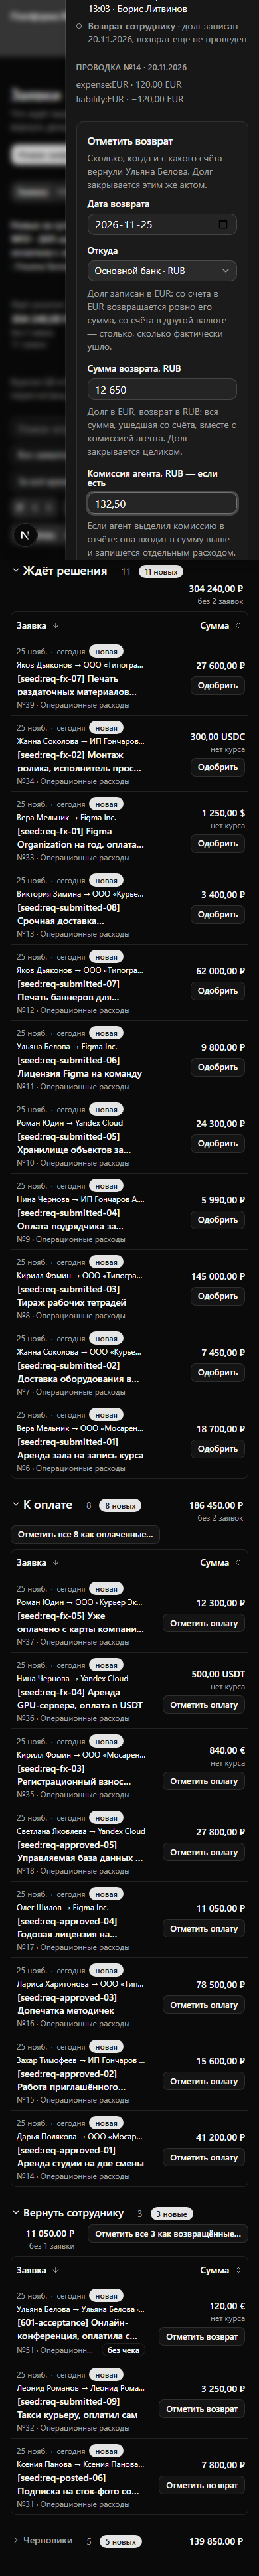 13:03 · Борис Литвинов
Возврат сотруднику · долг записан
20.11.2026, возврат ещё не проведён
ПРОВОДКА №14 · 20.11.2026
expense:EUR · 120,00 EUR
liability:EUR · −120,00 EUR
Отметить возврат
Сколько, когда и с какого счёта
вернули Ульяна Белова. Долг
закрывается этим же актом.
Дата возврата
2026-11-25
Откуда
Основной банк · RUB
Долг записан в EUR: со счёта в
EUR возвращается ровно его
сумма, со счёта в другой валюте
— столько, сколько фактически
ушло.
Сумма возврата, RUB
12 650
Долг в EUR, возврат в RUB: вся
сумма, ушедшая со счёта, вместе с
комиссией агента. Долг
закрывается целиком.
Комиссия агента, RUB — если
есть
132,50
Если агент выделил комиссию в
отчёте: она входит в сумму выше
и запишется отдельным расходом.
N
Ждёт решения 11 11 новых
304 240,00 ₽
без 2 заявок
Заявка ↓ Сумма
25 нояб. · сегодня новая
Яков Дьяконов → ООО «Типогра... 27 600,00 ₽
[seed:req-fx-07] Печать
раздаточных материалов... Одобрить
№39 · Операционные расходы
25 нояб. · сегодня новая
Жанна Соколова → ИП Гончаров... 300,00 USDC
[seed:req-fx-02] Монтаж нет курса
ролика, исполнитель прос... Одобрить
№34 · Операционные расходы
25 нояб. · сегодня новая
Вера Мельник → Figma Inc. 1 250,00 $
[seed:req-fx-01] Figma нет курса
Organization на год, оплата... Одобрить
№33 · Операционные расходы
25 нояб. · сегодня новая
Виктория Зимина → ООО «Курье... 3 400,00 ₽
[seed:req-submitted-08]
Срочная доставка... Одобрить
№13 · Операционные расходы
25 нояб. · сегодня новая
Яков Дьяконов → ООО «Типогра... 62 000,00 ₽
[seed:req-submitted-07]
Печать баннеров для... Одобрить
№12 · Операционные расходы
25 нояб. · сегодня новая
Ульяна Белова → Figma Inc. 9 800,00 ₽
[seed:req-submitted-06]
Лицензия Figma на команду Одобрить
№11 · Операционные расходы
25 нояб. · сегодня новая
Роман Юдин → Yandex Cloud 24 300,00 ₽
[seed:req-submitted-05]
Хранилище объектов за... Одобрить
№10 · Операционные расходы
25 нояб. · сегодня новая
Нина Чернова → ИП Гончаров А.... 5 990,00 ₽
[seed:req-submitted-04]
Оплата подрядчика за... Одобрить
№9 · Операционные расходы
25 нояб. · сегодня новая
Кирилл Фомин → ООО «Типогра... 145 000,00 ₽
[seed:req-submitted-03]
Тираж рабочих тетрадей Одобрить
№8 · Операционные расходы
25 нояб. · сегодня новая
Жанна Соколова → ООО «Курье... 7 450,00 ₽
[seed:req-submitted-02]
Доставка оборудования в... Одобрить
№7 · Операционные расходы
25 нояб. · сегодня новая
Вера Мельник → ООО «Мосарен... 18 700,00 ₽
[seed:req-submitted-01]
Аренда зала на запись курса Одобрить
№6 · Операционные расходы
К оплате 8 8 новых 186 450,00 ₽
без 2 заявок
Отметить все 8 как оплаченные...
Заявка ↓ Сумма
25 нояб. · сегодня новая
Роман Юдин → ООО «Курьер Эк... 12 300,00 ₽
[seed:req-fx-05] Уже
оплачено с карты компани... Отметить оплату
№37 · Операционные расходы
25 нояб. · сегодня новая
Нина Чернова → Yandex Cloud 500,00 USDT
[seed:req-fx-04] Аренда нет курса
GPU-сервера, оплата в USDT Отметить оплату
№36 · Операционные расходы
25 нояб. · сегодня новая
Кирилл Фомин → ООО «Мосарен... 840,00 €
[seed:req-fx-03] нет курса
Регистрационный взнос... Отметить оплату
№35 · Операционные расходы
25 нояб. · сегодня новая
Светлана Яковлева → Yandex Cloud 27 800,00 ₽
[seed:req-approved-05]
Управляемая база данных ... Отметить оплату
№18 · Операционные расходы
25 нояб. · сегодня новая
Олег Шилов → Figma Inc. 11 050,00 ₽
[seed:req-approved-04]
Годовая лицензия на... Отметить оплату
№17 · Операционные расходы
25 нояб. · сегодня новая
Лариса Харитонова → ООО «Тип... 78 500,00 ₽
[seed:req-approved-03]
Допечатка методичек Отметить оплату
№16 · Операционные расходы
25 нояб. · сегодня новая
Захар Тимофеев → ИП Гончаров ... 15 600,00 ₽
[seed:req-approved-02]
Работа приглашённого... Отметить оплату
№15 · Операционные расходы
25 нояб. · сегодня новая
Дарья Полякова → ООО «Мосар... 41 200,00 ₽
[seed:req-approved-01]
Аренда студии на две смены Отметить оплату
№14 · Операционные расходы
Вернуть сотруднику 3 3 новые
11 050,00 ₽ Отметить все 3 как возвращённые...
без 1 заявки
Заявка ↓ Сумма
25 нояб. · сегодня новая
Ульяна Белова → Ульяна Белова ·... 120,00 €
[601-acceptance] Онлайн- нет курса
конференция, оплатила с... Отметить возврат
№51 · Операционн... без чека
25 нояб. · сегодня новая
Леонид Романов → Леонид Рома... 3 250,00 ₽
[seed:req-submitted-09]
Такси курьеру, оплатил сам Отметить возврат
№32 · Операционные расходы
25 нояб. · сегодня новая
Ксения Панова → Ксения Панова... 7 800,00 ₽
[seed:req-posted-06]
Подписка на сток-фото со... Отметить возврат
№31 · Операционные расходы
Черновики 5 5 новых 139 850,00 ₽